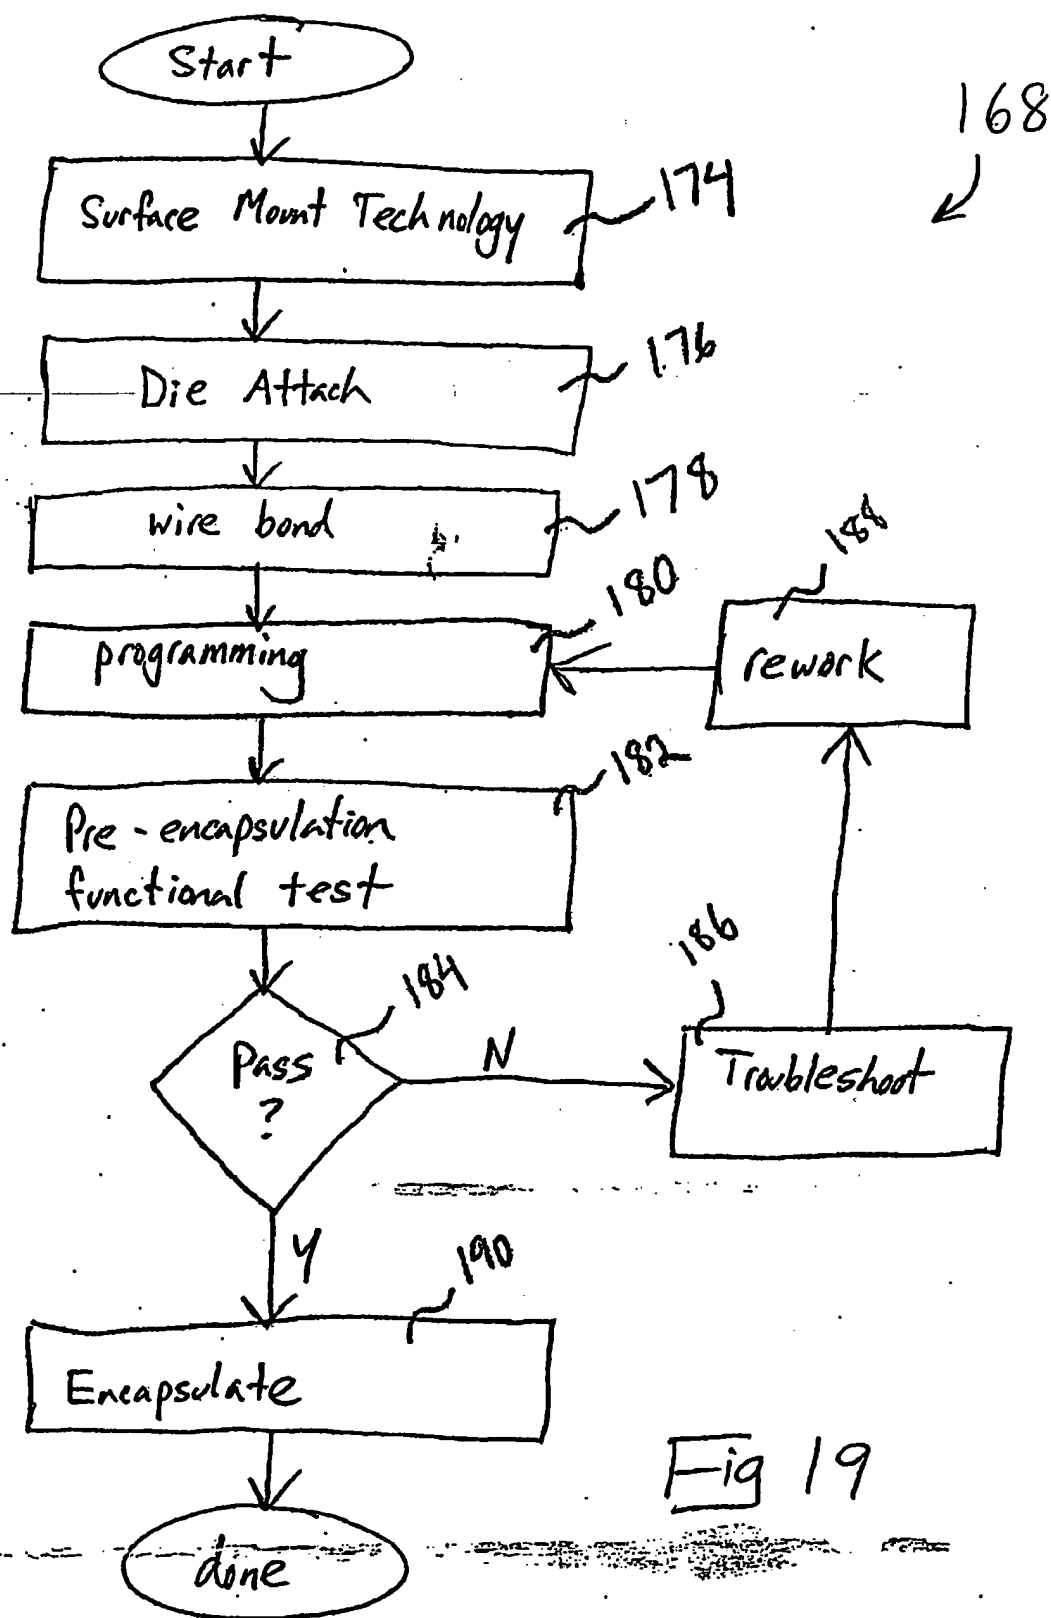 Start
168
Surface Mount Technology
174
Die Attach
176
wire bond
178
programming
180
rework
188
Pre-encapsulation
functional test
182
Pass
?
184
N
Troubleshoot
186
Y
Encapsulate
190
done
Fig 19